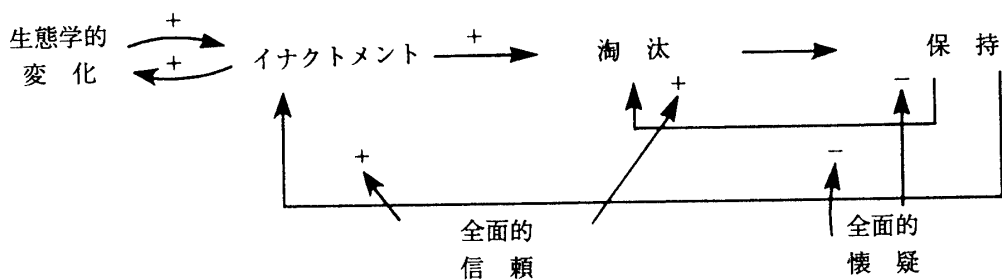 生態学的
変 化
+
+
イナクトメント
+
淘 汰
保 持
+
−
+
−
全面的
信 頼
全面的
懐 疑